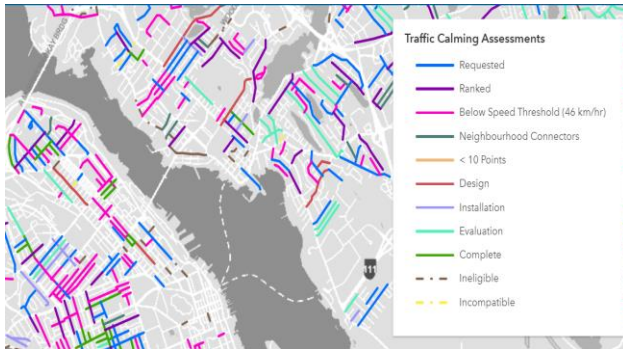 Traffic Calming Assessments
Requested
Ranked
Below Speed Threshold (46 km/hr)
Neighbourhood Connectors
< 10 Points
Design
Installation
Evaluation
Complete
Ineligible
Incompatible
111